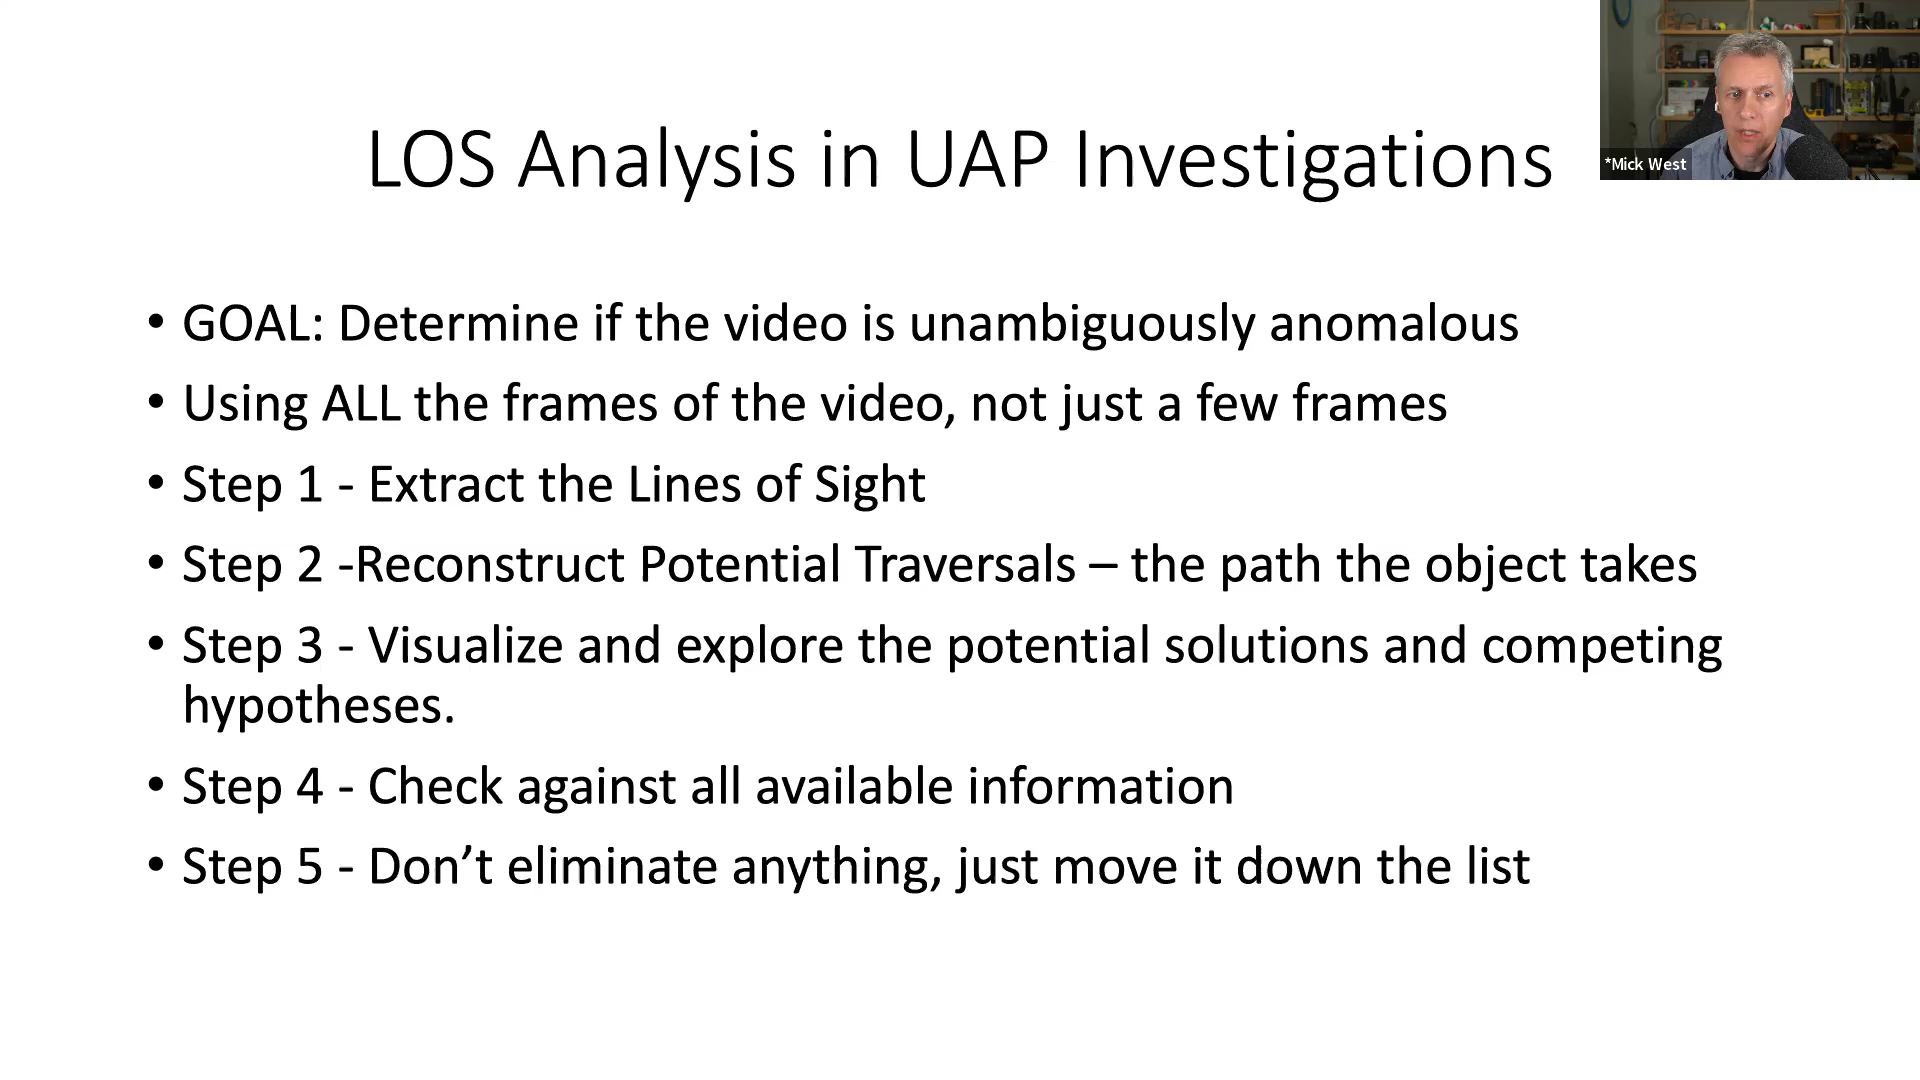 LOS Analysis in UAP Investigations
*Mick West
• GOAL: Determine if the video is unambiguously anomalous
• Using ALL the frames of the video, not just a few frames
• Step 1 - Extract the Lines of Sight
• Step 2 -Reconstruct Potential Traversals – the path the object takes
• Step 3 - Visualize and explore the potential solutions and competing
hypotheses.
• Step 4 - Check against all available information
• Step 5 - Don’t eliminate anything, just move it down the list